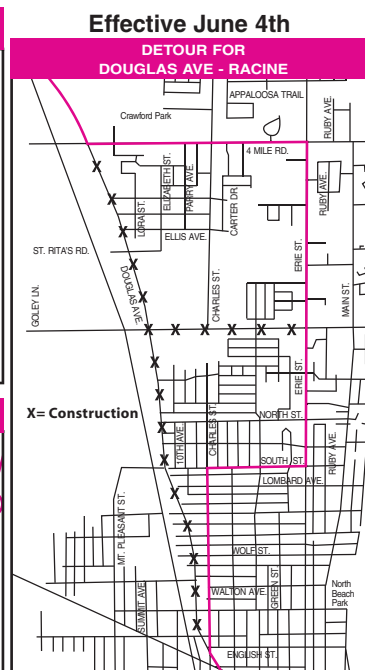 Effective June 4th
DETOUR FOR
DOUGLAS AVE - RACINE
APPALOOSA TRAIL
Crawford Park
RUBY AVE.
4 MILE RD.
LORA ST.
ELIZABETH ST.
PARRY AVE.
CARTER DR.
RUBY AVE.
ELLIS AVE.
ST. RITA'S RD.
ERIE ST.
GOLEY LN.
DOUGLAS AVE.
CHARLES ST.
MAIN ST.
ERIE ST.
X= Construction
NORTH ST.
10TH AVE.
CHARLES ST.
RUBY AVE.
SOUTH ST.
LOMBARD AVE.
MT. PLEASANT ST.
WOLF ST.
SUMMIT AVE.
WALTON AVE.
GREEN ST.
North
Beach
Park
ENGLISH ST.